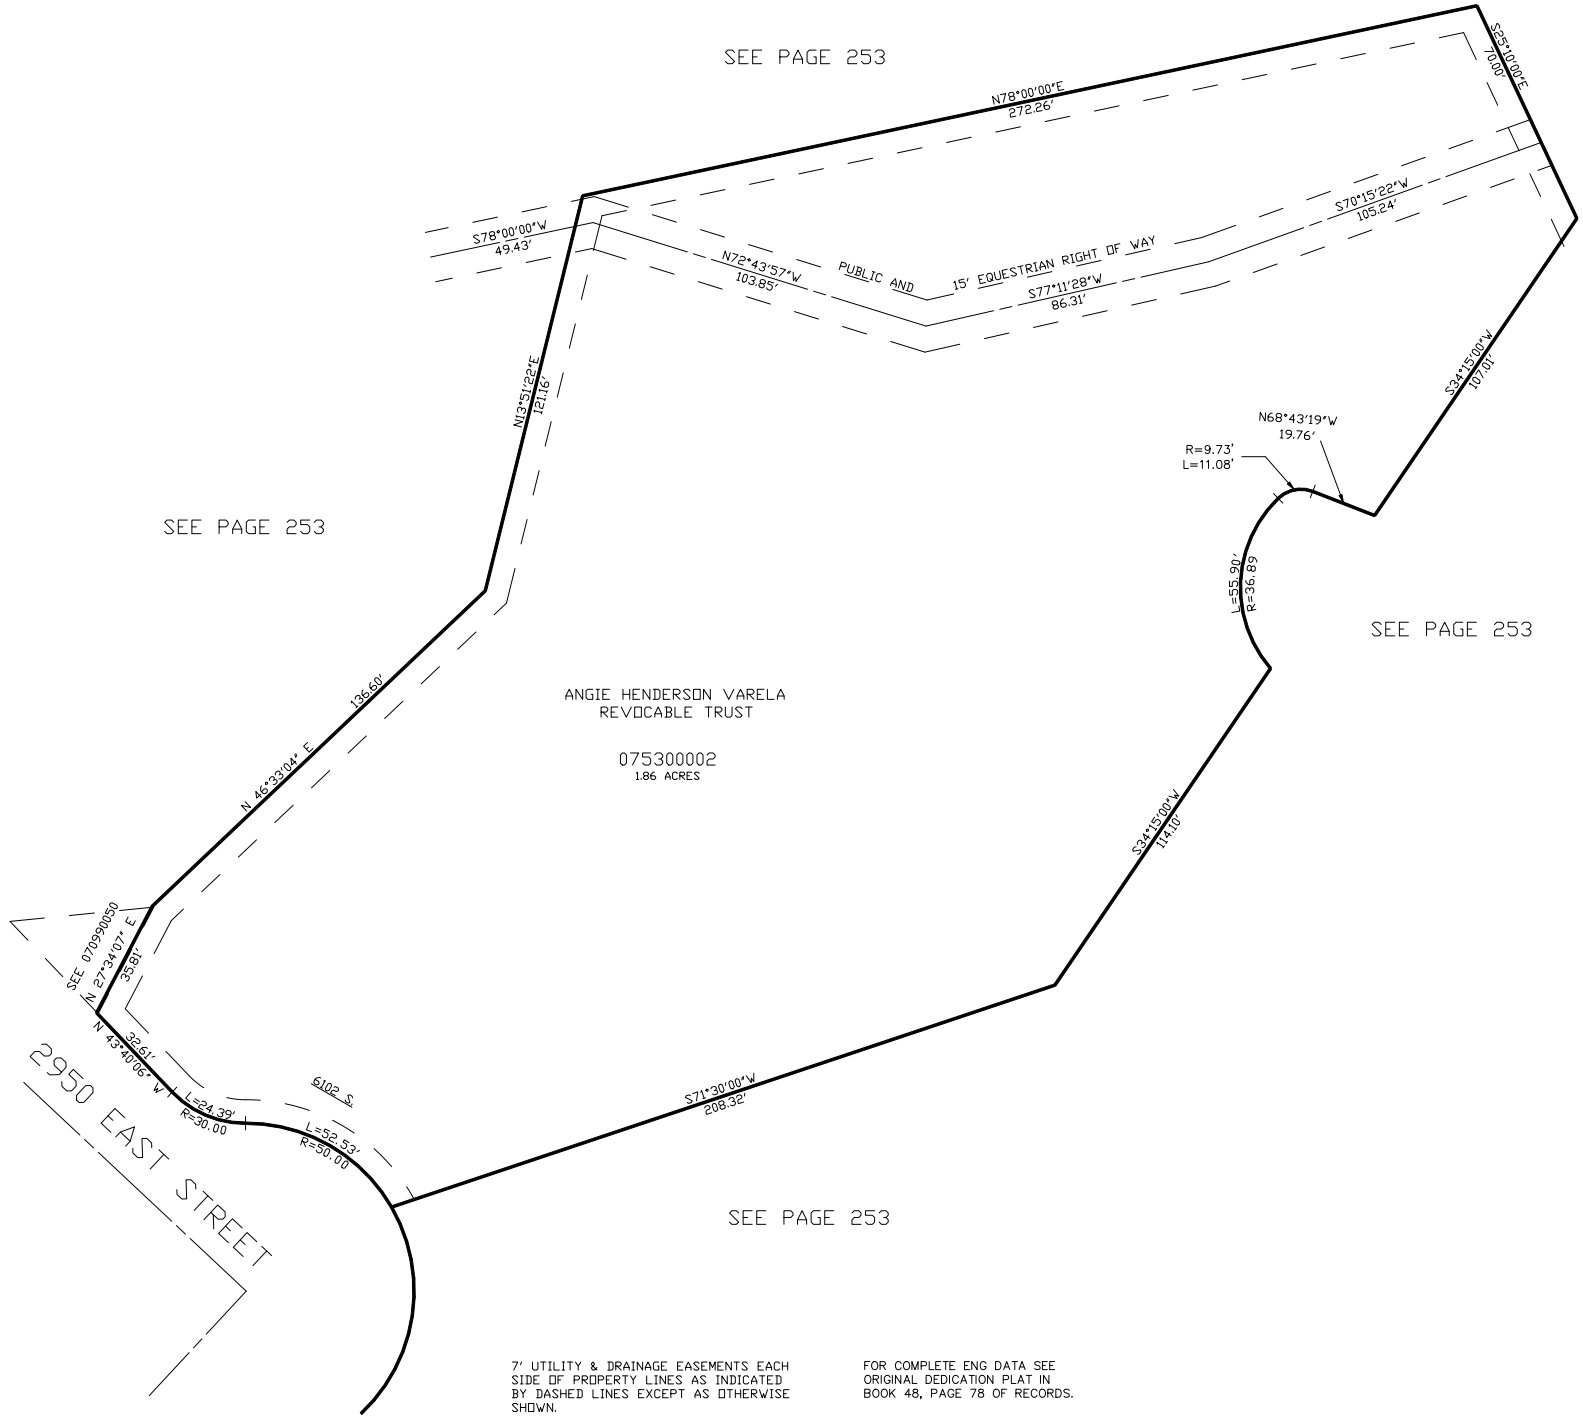 SEE PAGE 253
S25°10'00"E
70.00'
N78°00'00"E
272.26'
S78°00'00"W
49.43'
N72°43'57"W
103.85'
PUBLIC AND
15' EQUESTRIAN RIGHT OF WAY
S77°11'28"W
86.31'
S70°15'22"W
105.24'
N13°51'22"E
121.16'
S34°15'00"W
107.01'
N68°43'19"W
19.76'
R=9.73'
L=11.08'
SEE PAGE 253
L=55.90'
R=36.89
SEE PAGE 253
136.60'
N 46°33'04" E
ANGIE HENDERSON VARELA
REVOCABLE TRUST
075300002
1.86 ACRES
S34°15'00"W
114.10'
SEE 070990050
N 27°34'07" E
35.81'
32.61'
N 43°40'06" W
2950 EAST STREET
L=24.39'
R=30.00
6102 S.
L=52.53'
R=50.00
S71°30'00"W
208.32'
SEE PAGE 253
7' UTILITY & DRAINAGE EASEMENTS EACH
SIDE OF PROPERTY LINES AS INDICATED
BY DASHED LINES EXCEPT AS OTHERWISE
SHOWN.
FOR COMPLETE ENG DATA SEE
ORIGINAL DEDICATION PLAT IN
BOOK 48, PAGE 78 OF RECORDS.